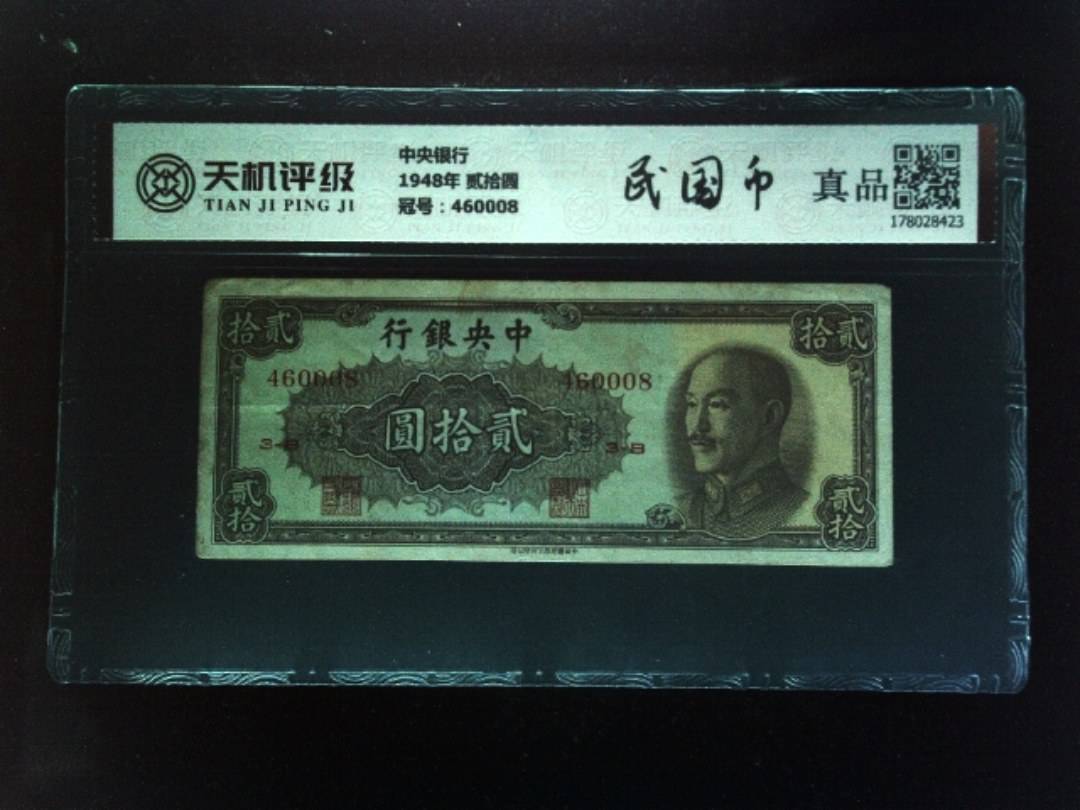 天机评级
TIAN JI PING JI
中央银行
1948年 贰拾圆
冠号：460008
民国币
真品
178028423
拾貳
行銀央中
拾貳
460008
460008
圓拾貳
3-B
3-B
貳拾
貳拾